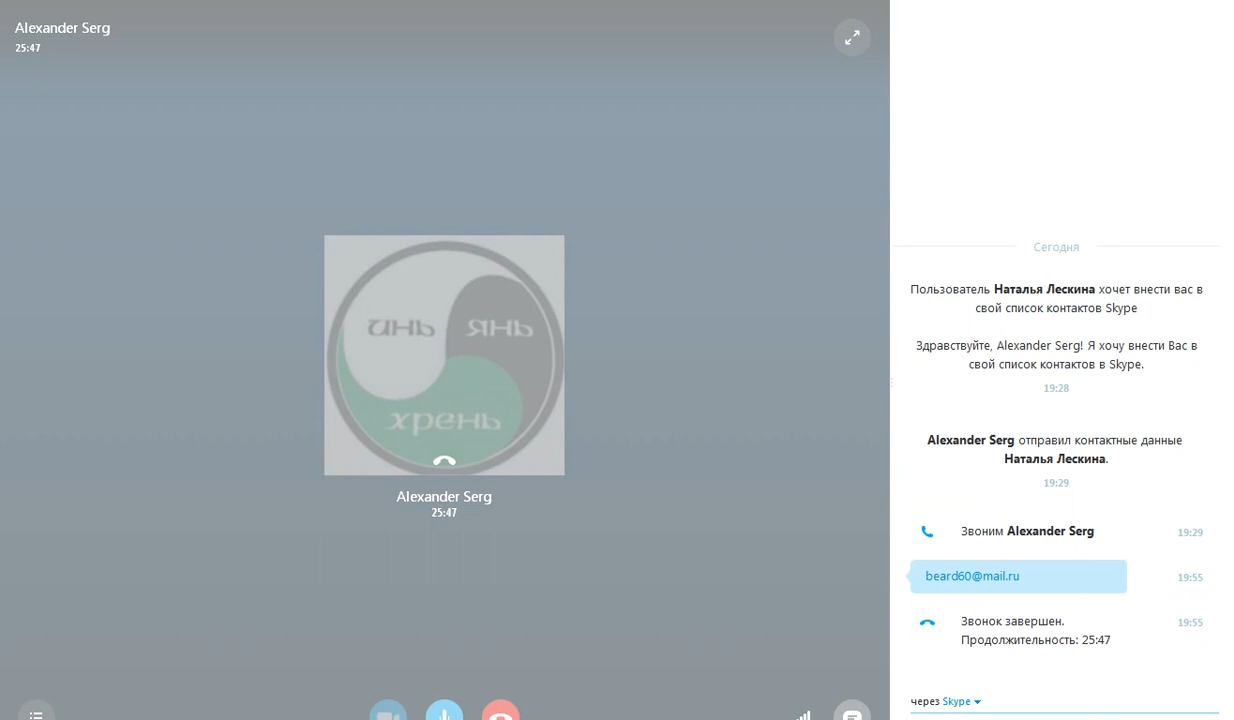 Alexander Serg
25:47
инь
янь
хрень
Alexander Serg
25:47
Сегодня
Пользователь Наталья Лескина хочет внести вас в
свой список контактов Skype
Здравствуйте, Alexander Serg! Я хочу внести Вас в
свой список контактов в Skype.
19:28
Alexander Serg отправил контактные данные
Наталья Лескина.
19:29
Звоним Alexander Serg 19:29
beard60@mail.ru 19:55
Звонок завершен. 19:55
Продолжительность: 25:47
через Skype